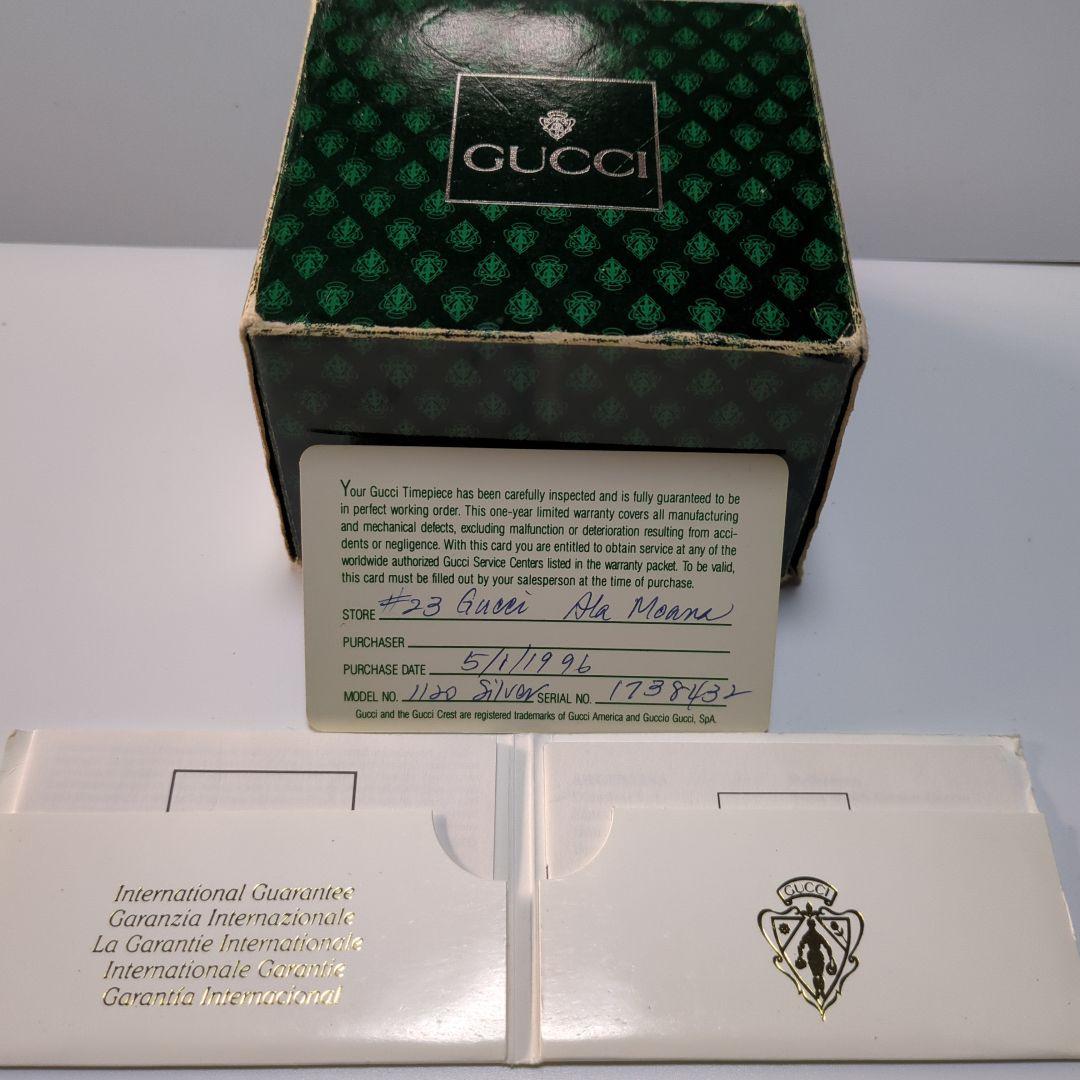 GUCCI
Your Gucci Timepiece has been carefully inspected and is fully guaranteed to be
in perfect working order. This one-year limited warranty covers all manufacturing
and mechanical defects, excluding malfunction or deterioration resulting from acci-
dents or negligence. With this card you are entitled to obtain service at any of the
worldwide authorized Gucci Service Centers listed in the warranty packet. To be valid,
this card must be filled out by your salesperson at the time of purchase.
STORE #23 Gucci Ala Moana
PURCHASER
PURCHASE DATE 5/1/1996
MODEL NO. 1120 Silver SERIAL NO. 1738432
Gucci and the Gucci Crest are registered trademarks of Gucci America and Guccio Gucci, SpA.
International Guarantee
Garanzia Internazionale
La Garantie Internationale
Internationale Garantie
Garantía Internacional
GUCCI